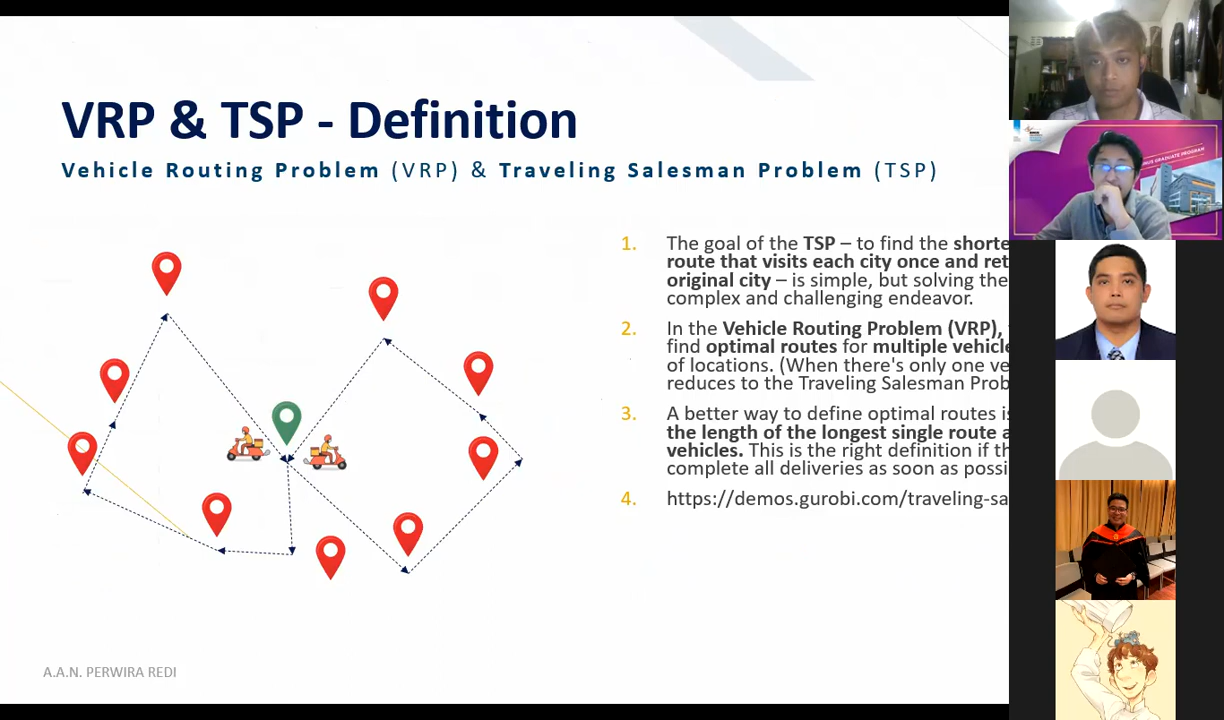 VRP & TSP - Definition
Vehicle Routing Problem (VRP) & Traveling Salesman Problem (TSP)
1. The goal of the TSP – to find the shorte
route that visits each city once and ret
original city – is simple, but solving the
complex and challenging endeavor.
2. In the Vehicle Routing Problem (VRP),
find optimal routes for multiple vehicle
of locations. (When there's only one ve
reduces to the Traveling Salesman Prob
3. A better way to define optimal routes is
the length of the longest single route a
vehicles. This is the right definition if th
complete all deliveries as soon as possi
4. https://demos.gurobi.com/traveling-sa
A.A.N. PERWIRA REDI
GRADUATE PROGRAM